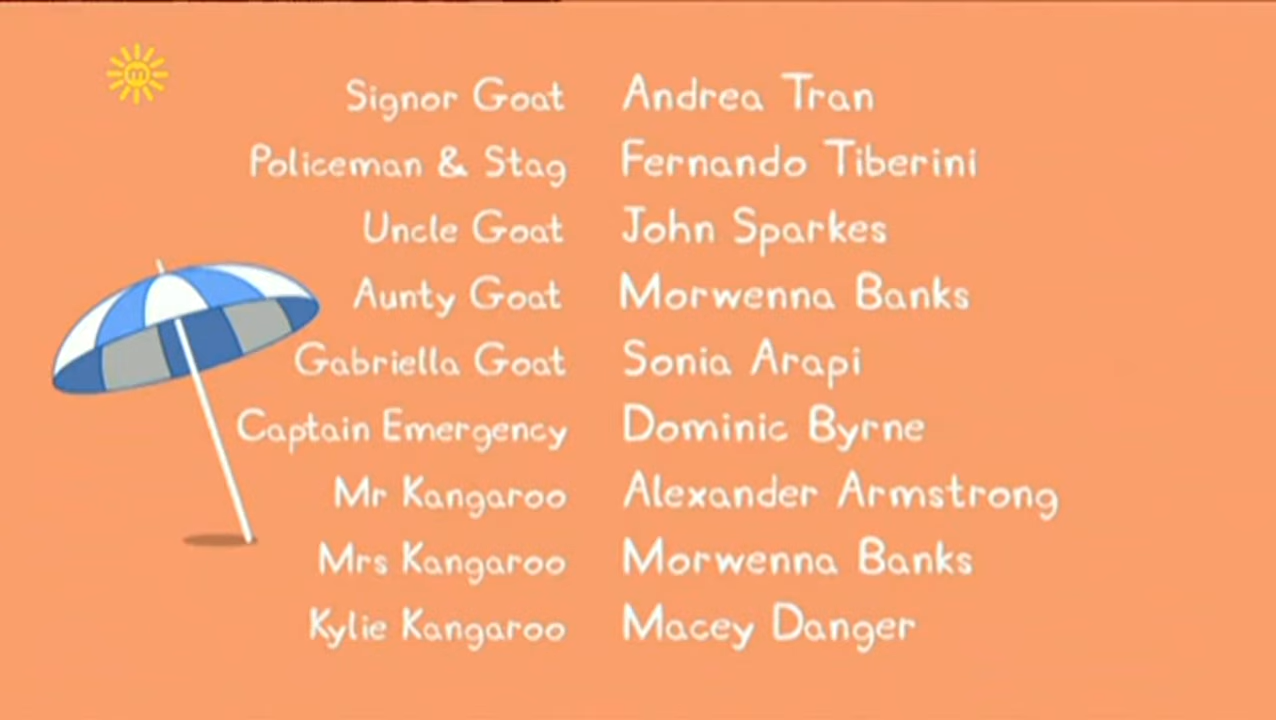 m
Signor Goat Andrea Tran
Policeman & Stag Fernando Tiberini
Uncle Goat John Sparkes
Aunty Goat Morwenna Banks
Gabriella Goat Sonia Arapi
Captain Emergency Dominic Byrne
Mr Kangaroo Alexander Armstrong
Mrs Kangaroo Morwenna Banks
Kylie Kangaroo Macey Danger